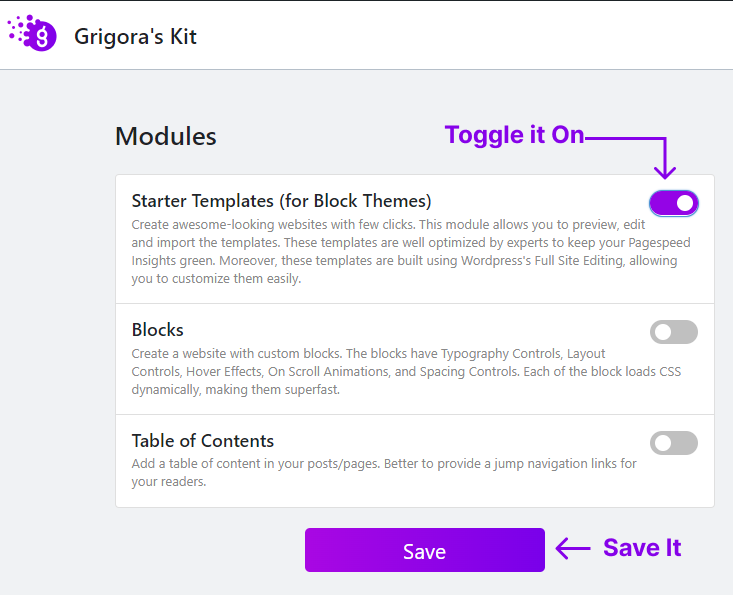 Grigora's Kit
Modules
Toggle it On
Starter Templates (for Block Themes)
Create awesome-looking websites with few clicks. This module allows you to preview, edit
and import the templates. These templates are well optimized by experts to keep your Pagespeed
Insights green. Moreover, these templates are built using Wordpress's Full Site Editing, allowing
you to customize them easily.
Blocks
Create a website with custom blocks. The blocks have Typography Controls, Layout
Controls, Hover Effects, On Scroll Animations, and Spacing Controls. Each of the block loads CSS
dynamically, making them superfast.
Table of Contents
Add a table of content in your posts/pages. Better to provide a jump navigation links for
your readers.
Save
Save It